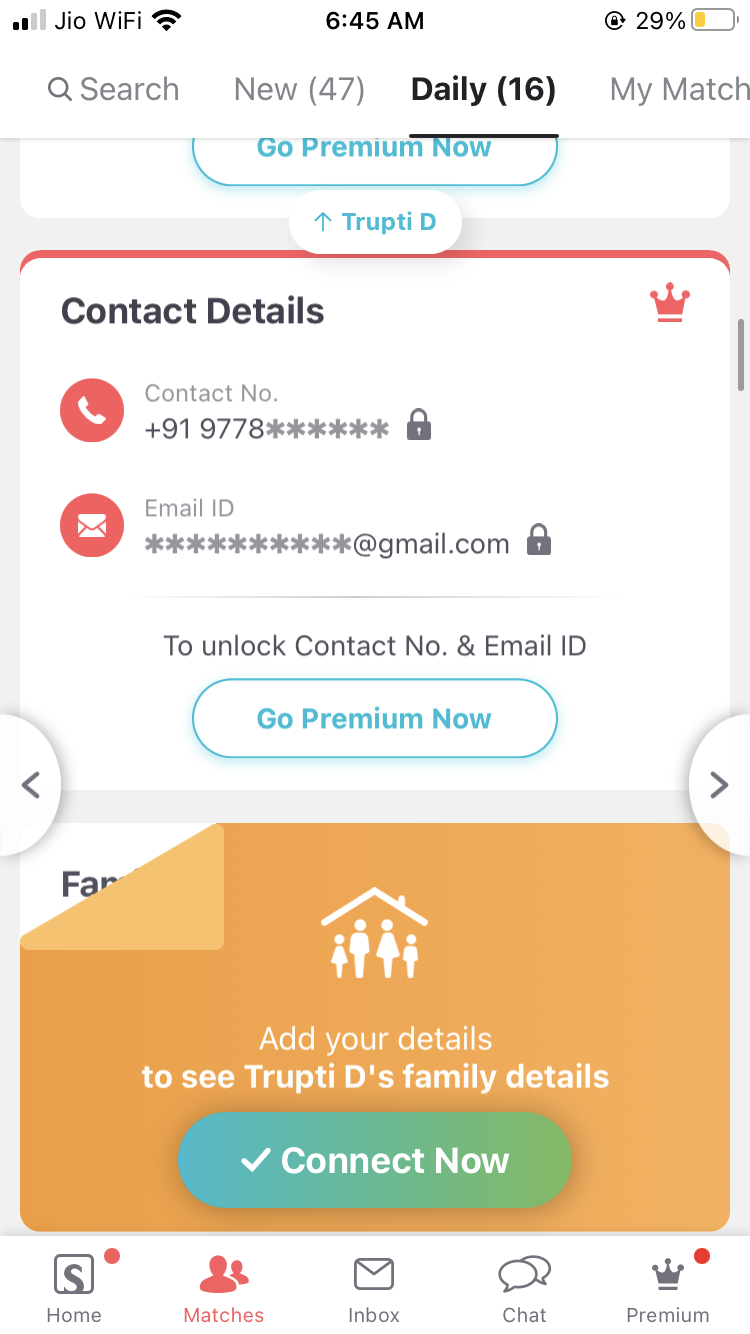 Jio WiFi 6:45 AM 29%
Search New (47) Daily (16) My Match
Go Premium Now
↑ Trupti D
Contact Details
Contact No.
+91 9778******
Email ID
**********@gmail.com
To unlock Contact No. & Email ID
Go Premium Now
< >
Fam
Add your details
to see Trupti D's family details
✓ Connect Now
S
Home Matches Inbox Chat Premium